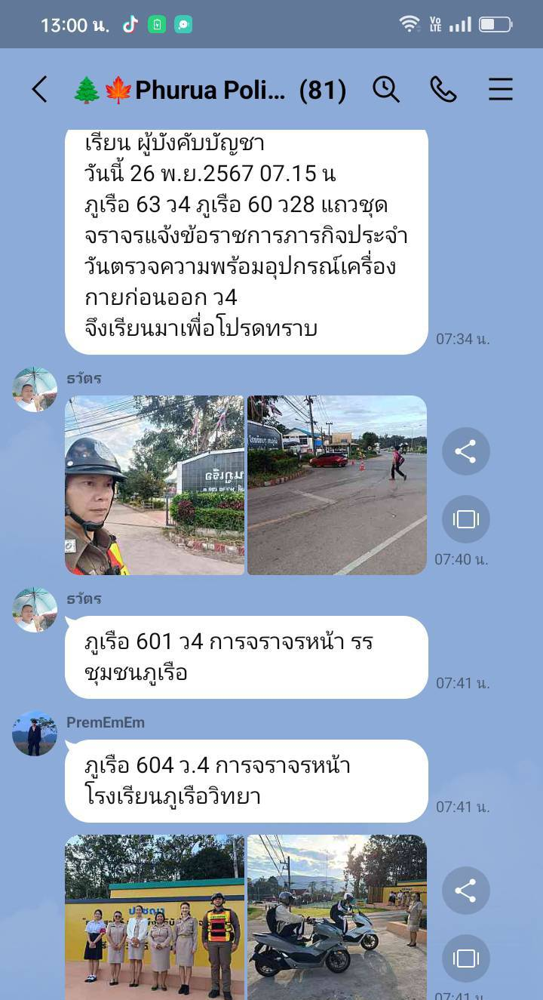 13:00 น.
Vo
LTE
Phurua Poli... (81)
เรียน ผู้บังคับบัญชา
วันนี้ 26 พ.ย.2567 07.15 น
ภูเรือ 63 ว4 ภูเรือ 60 ว28 แถวชุด
จราจรแจ้งข้อราชการภารกิจประจำ
วันตรวจความพร้อมอุปกรณ์เครื่อง
กายก่อนออก ว4
จึงเรียนมาเพื่อโปรดทราบ
07:34 น.
ธวัตร
07:40 น.
ธวัตร
ภูเรือ 601 ว4 การจราจรหน้า รร
ชุมชนภูเรือ
07:41 น.
PremEmEm
ภูเรือ 604 ว.4 การจราจรหน้า
โรงเรียนภูเรือวิทยา
07:41 น.
ปรัชญา
07:41 น.